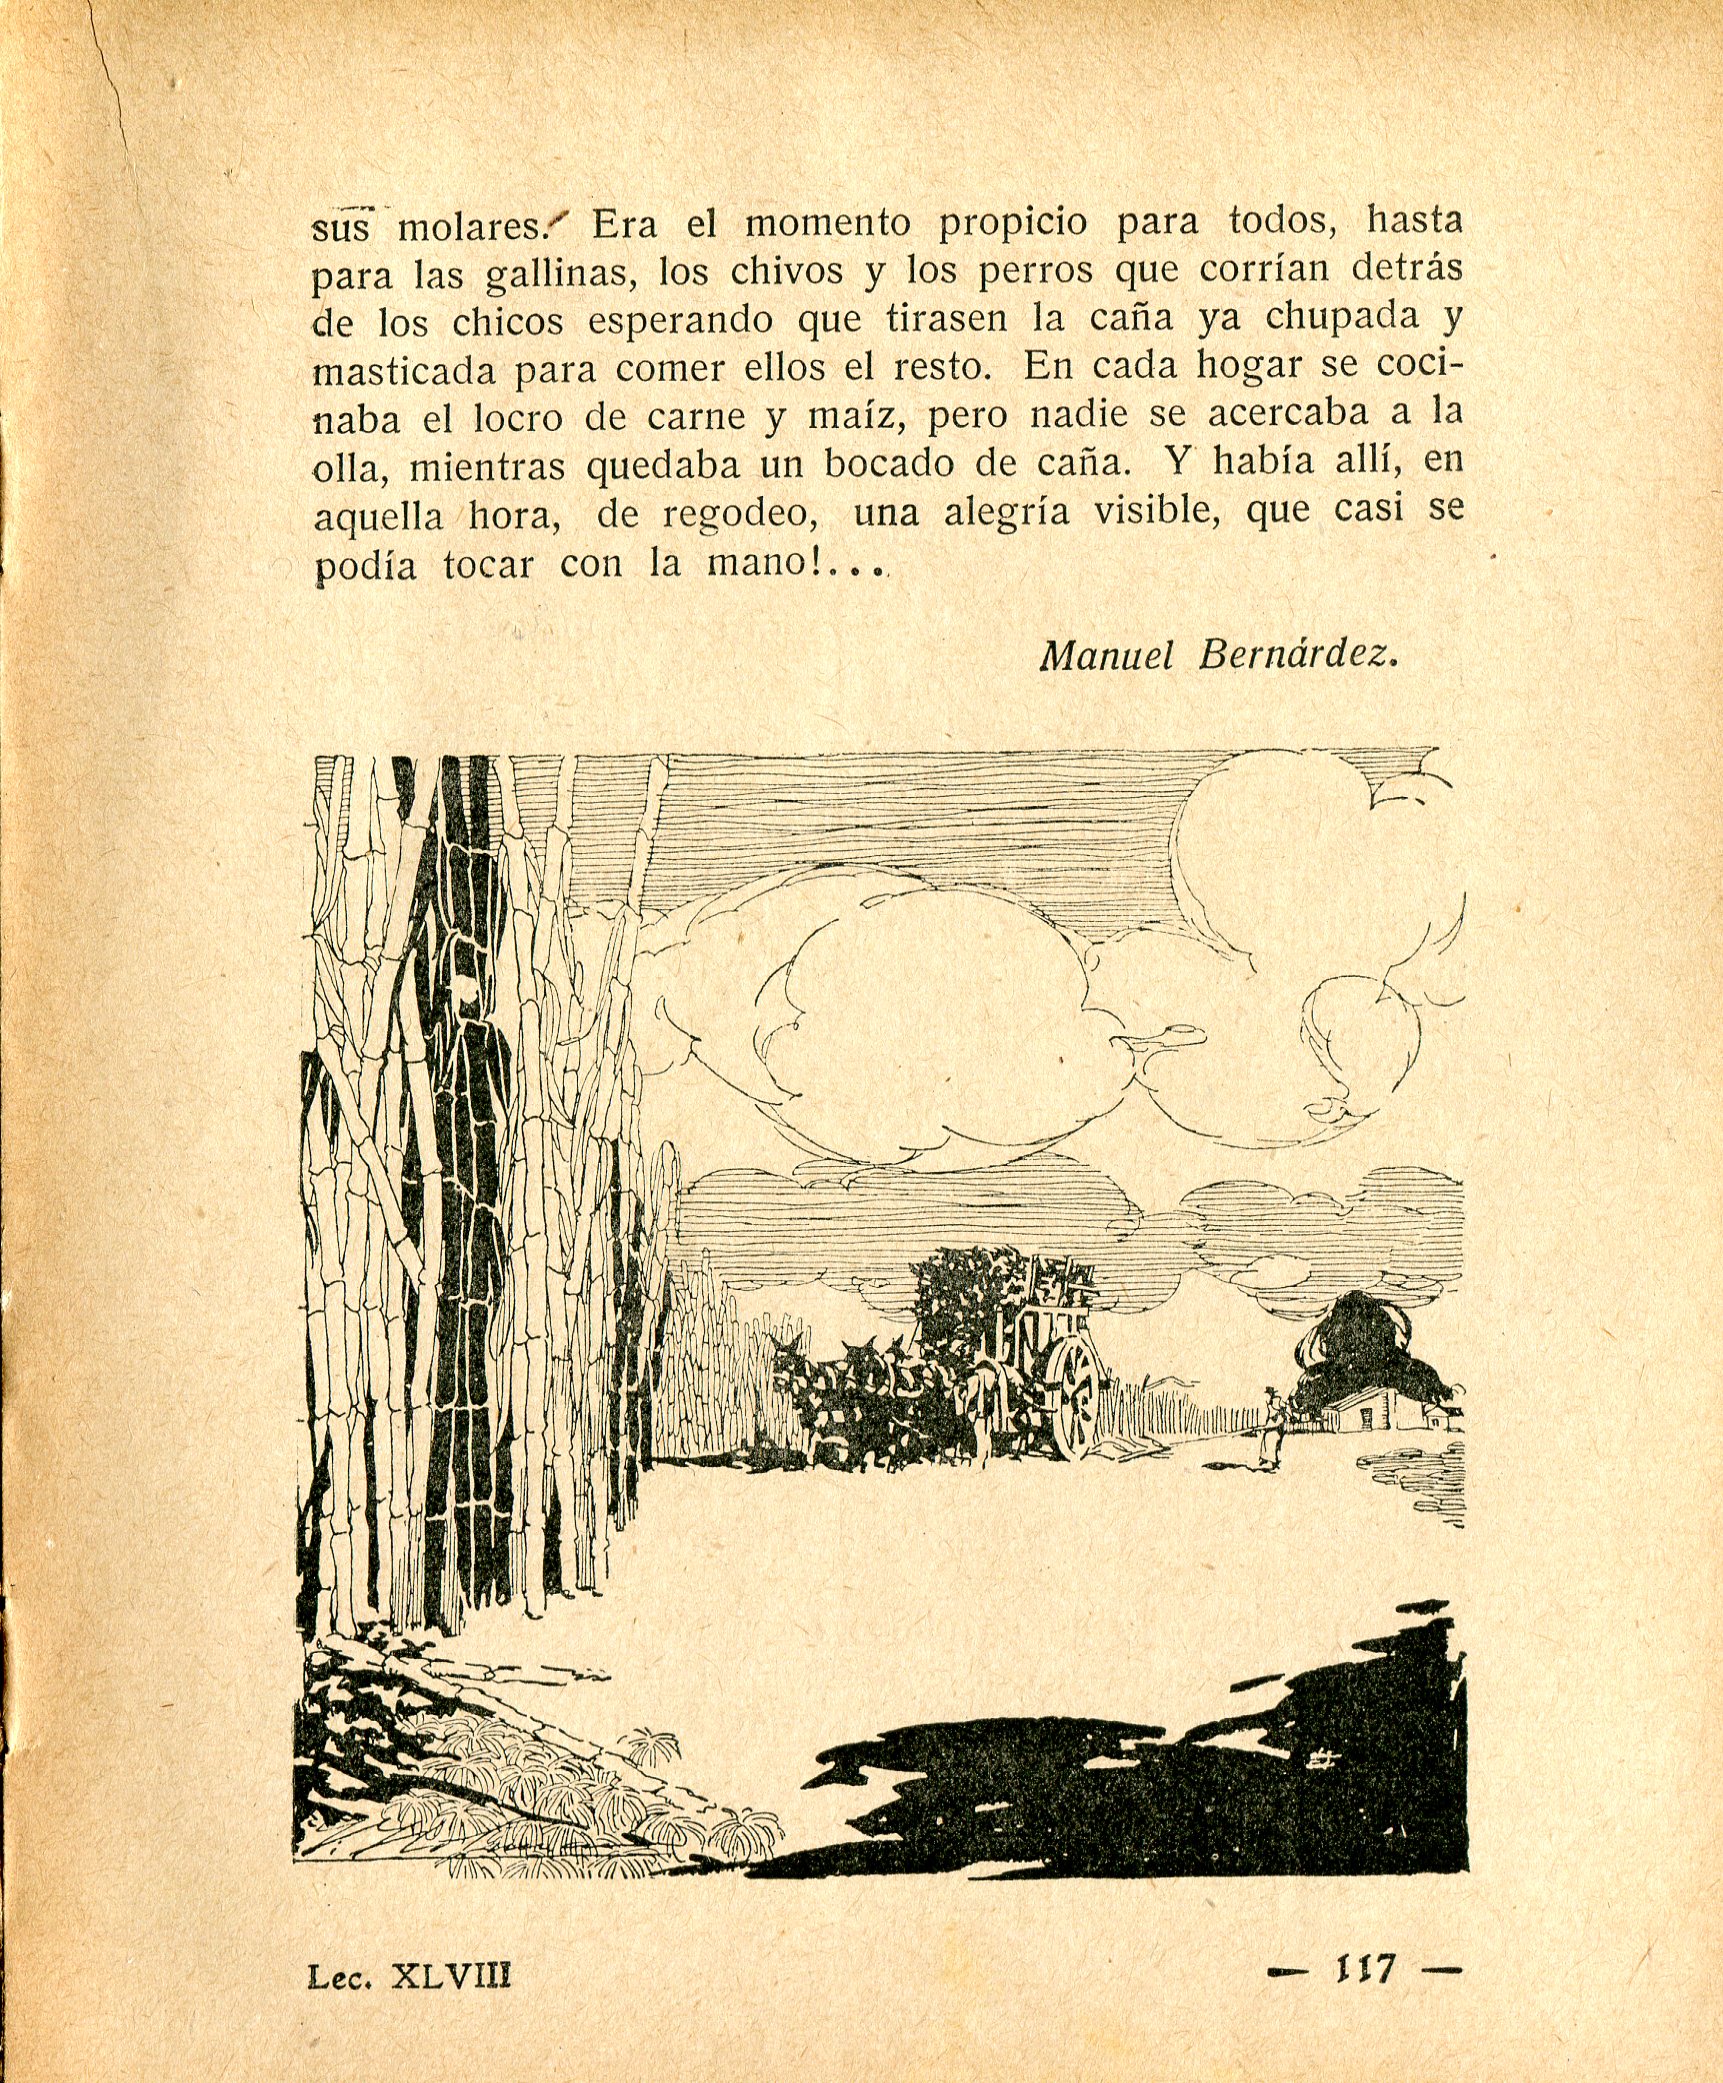 sus molares. Era el momento propicio para todos, hasta
para las gallinas, los chivos y los perros que corrían detrás
de los chicos esperando que tirasen la caña ya chupada y
masticada para comer ellos el resto. En cada hogar se coci-
naba el locro de carne y maíz, pero nadie se acercaba a la
olla, mientras quedaba un bocado de caña. Y había allí, en
aquella hora, de regodeo, una alegría visible, que casi se
podía tocar con la mano!...
Manuel Bernárdez.
Lec. XLVIII
— 117 —